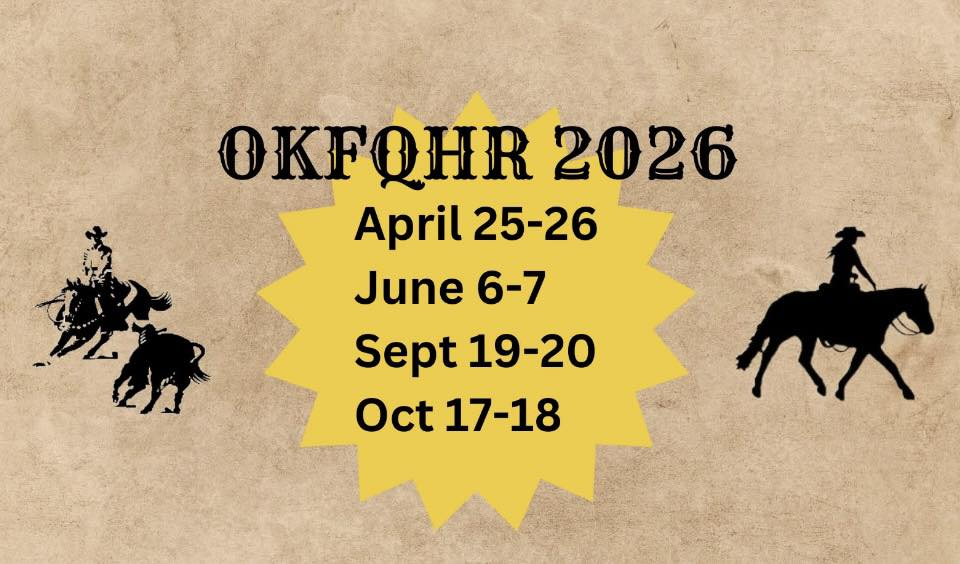 OKFQHR 2026
April 25-26
June 6-7
Sept 19-20
Oct 17-18